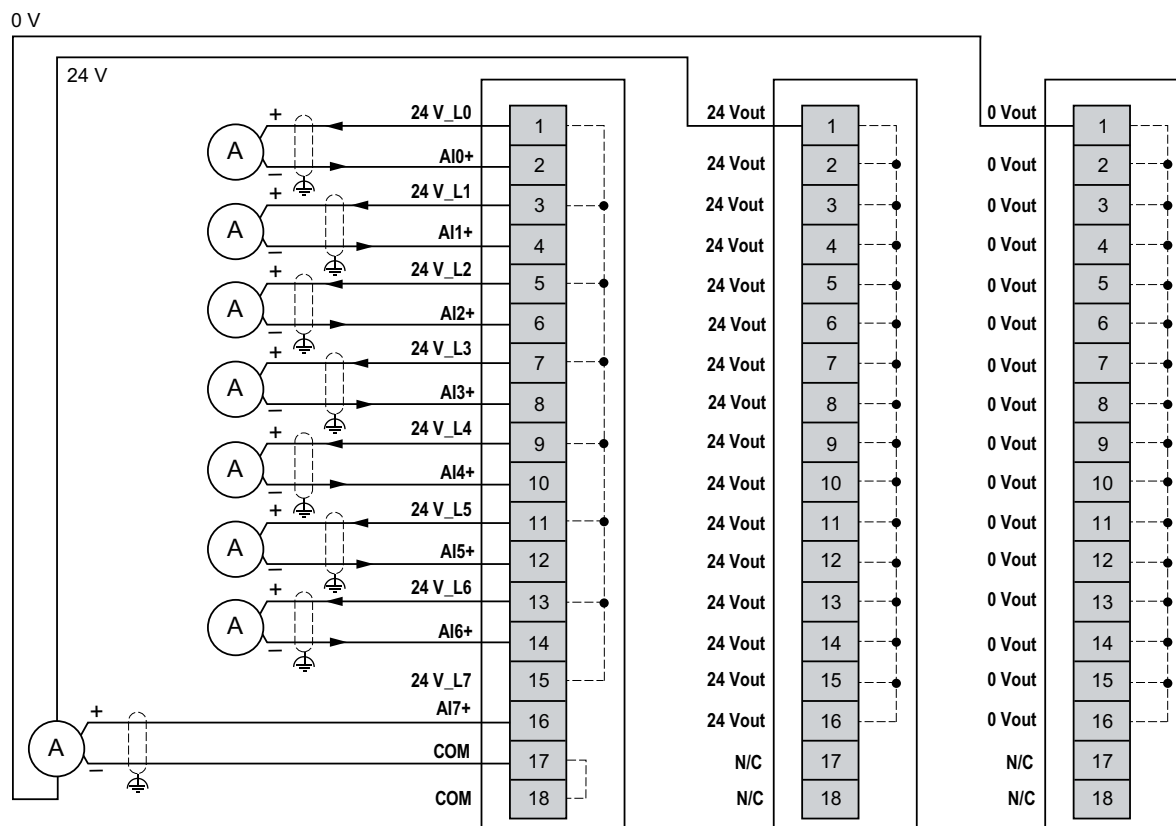 0 V
24 V
+ 24 V_L0 1 24 Vout 1 0 Vout 1
A
− AI0+ 2 24 Vout 2 0 Vout 2
+ 24 V_L1 3 24 Vout 3 0 Vout 3
A
− AI1+ 4 24 Vout 4 0 Vout 4
+ 24 V_L2 5 24 Vout 5 0 Vout 5
A
− AI2+ 6 24 Vout 6 0 Vout 6
+ 24 V_L3 7 24 Vout 7 0 Vout 7
A
− AI3+ 8 24 Vout 8 0 Vout 8
+ 24 V_L4 9 24 Vout 9 0 Vout 9
A
− AI4+ 10 24 Vout 10 0 Vout 10
+ 24 V_L5 11 24 Vout 11 0 Vout 11
A
− AI5+ 12 24 Vout 12 0 Vout 12
+ 24 V_L6 13 24 Vout 13 0 Vout 13
A
− AI6+ 14 24 Vout 14 0 Vout 14
24 V_L7 15 24 Vout 15 0 Vout 15
+ AI7+ 16 24 Vout 16 0 Vout 16
A
− COM 17 N/C 17 N/C 17
COM 18 N/C 18 N/C 18